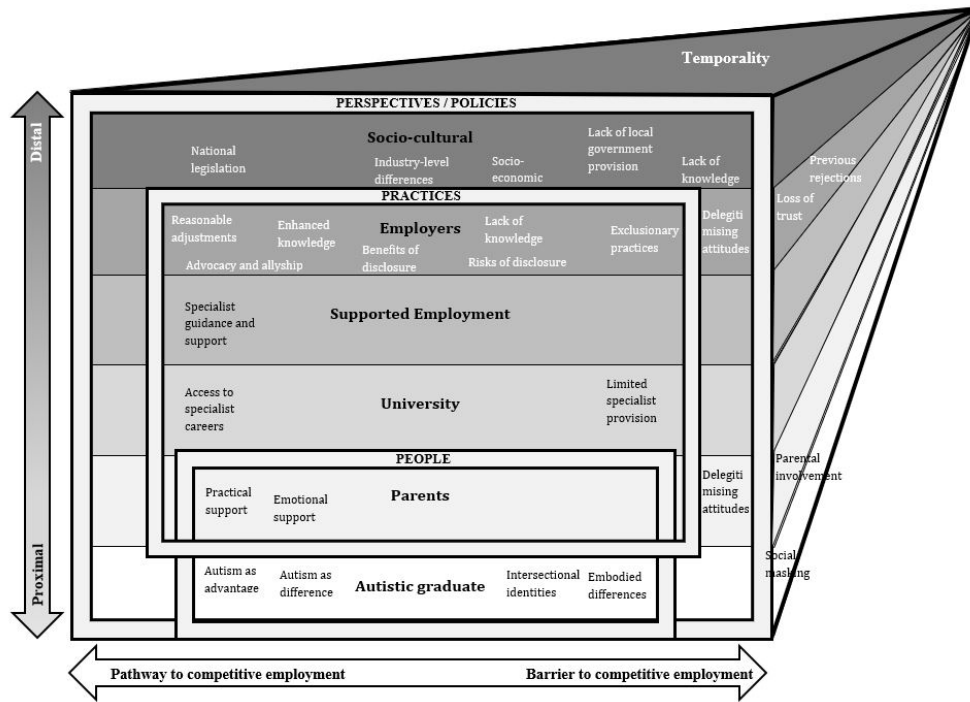 Temporality
PERSPECTIVES / POLICIES
Distal
Proximal
Socio-cultural
National
legislation
Industry-level
differences
Socio-
economic
Lack of local
government
provision
Lack of
knowledge
Previous
rejections
PRACTICES
Reasonable
adjustments
Enhanced
knowledge
Employers
Lack of
knowledge
Exclusionary
practices
Delegiti
mising
attitudes
Loss of
trust
Advocacy and allyship
Benefits of
disclosure
Risks of disclosure
Specialist
guidance and
support
Supported Employment
Access to
specialist
careers
University
Limited
specialist
provision
PEOPLE
Practical
support
Emotional
support
Parents
Delegiti
mising
attitudes
Parental
involvement
Autism as
advantage
Autism as
difference
Autistic graduate
Intersectional
identities
Embodied
differences
Social
masking
Pathway to competitive employment
Barrier to competitive employment